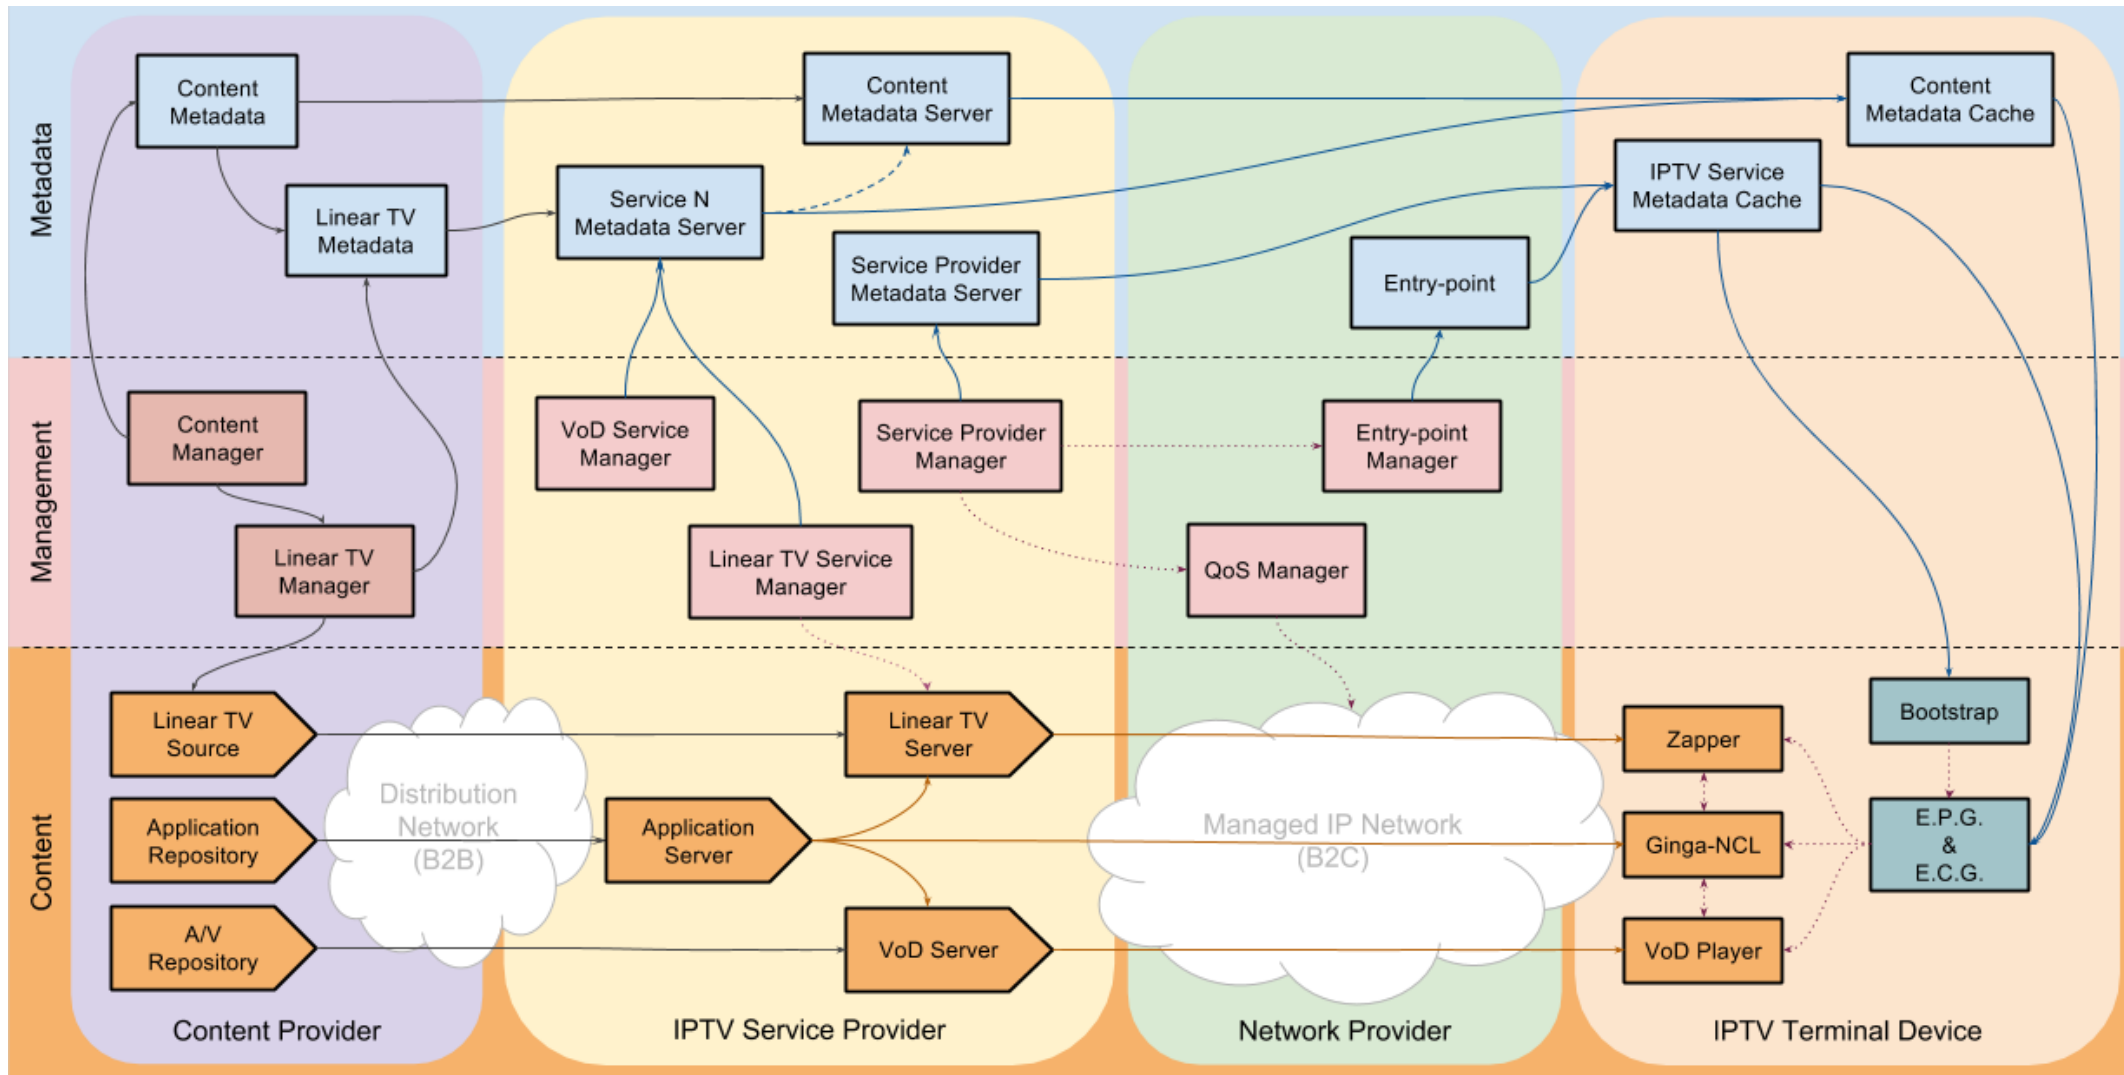 Metadata
Management
Content
Content
Metadata
Linear TV
Metadata
Content
Manager
Linear TV
Manager
Linear TV
Source
Application
Repository
A/V
Repository
Distribution
Network
(B2B)
Content Provider
Content
Metadata Server
Service N
Metadata Server
Service Provider
Metadata Server
VoD Service
Manager
Service Provider
Manager
Linear TV Service
Manager
Linear TV
Server
Application
Server
VoD Server
IPTV Service Provider
Entry-point
Entry-point
Manager
QoS Manager
Managed IP Network
(B2C)
Network Provider
Content
Metadata Cache
IPTV Service
Metadata Cache
Bootstrap
Zapper
Ginga-NCL
VoD Player
E.P.G.
&
E.C.G.
IPTV Terminal Device